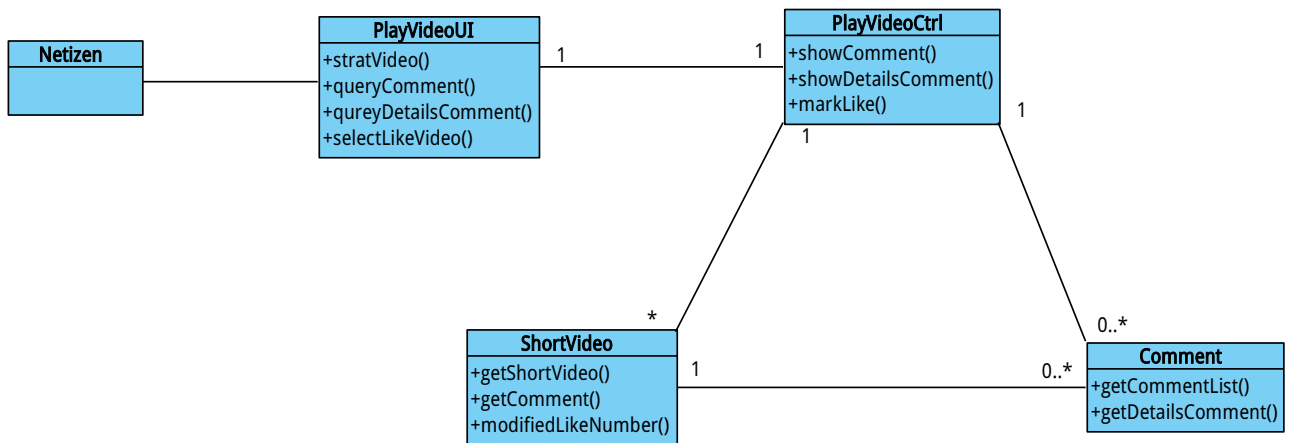 Netizen
PlayVideoUI
+stratVideo()
+queryComment()
+qureyDetailsComment()
+selectLikeVideo()
1
1
PlayVideoCtrl
+showComment()
+showDetailsComment()
+markLike()
1
1
*
0..*
ShortVideo
+getShortVideo()
+getComment()
+modifiedLikeNumber()
1
0..*
Comment
+getCommentList()
+getDetailsComment()